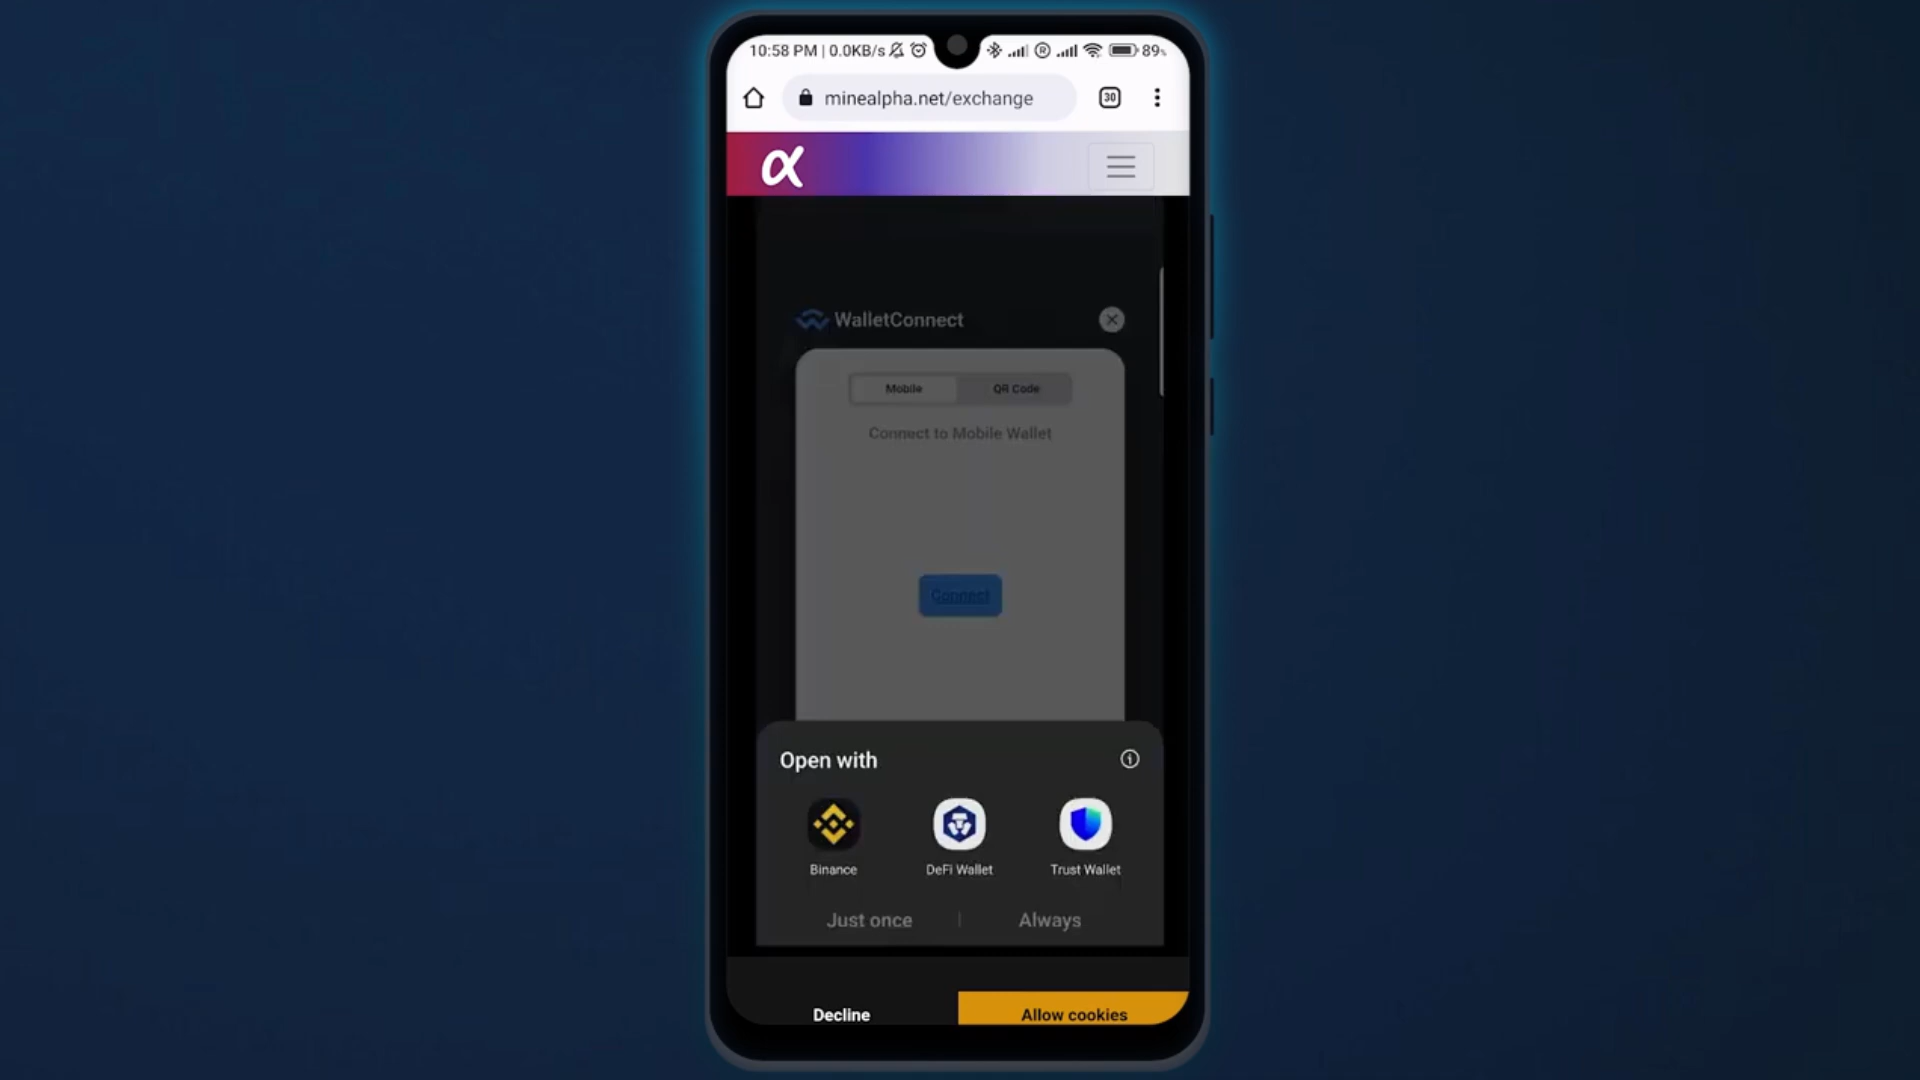 10:58 PM | 0.0KB/s 89%
minealpha.net/exchange 30
α
WalletConnect
Mobile QR Code
Connect to Mobile Wallet
Connect
Open with
Binance DeFi Wallet Trust Wallet
Just once | Always
Decline Allow cookies